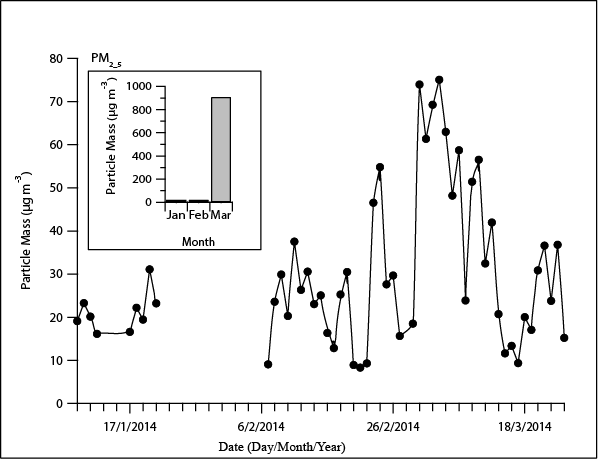 PM2_5
80
70
60
50
40
30
20
10
0
Particle Mass (µg m-3)
1000
800
600
400
200
0
Particle Mass (µg m-3)
Jan Feb Mar
Month
17/1/2014 6/2/2014 26/2/2014 18/3/2014
Date (Day/Month/Year)